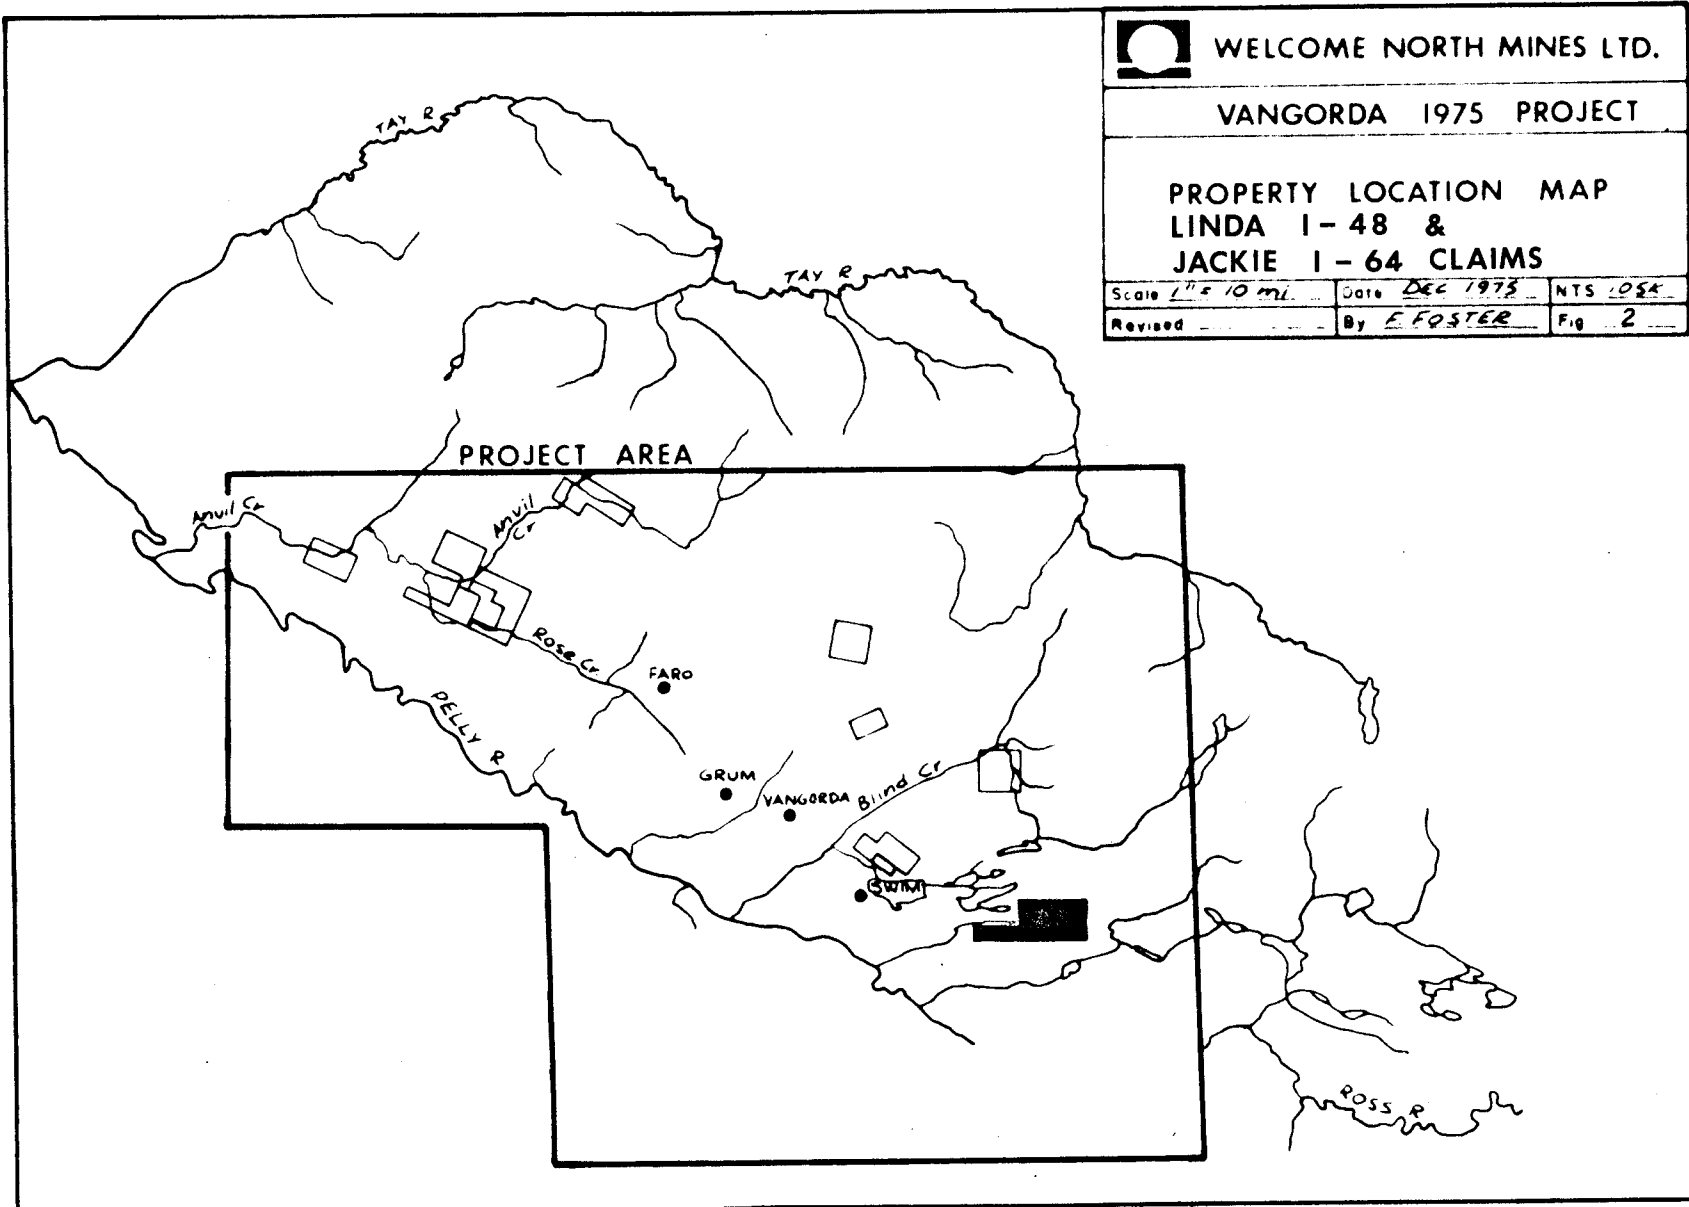 WELCOME NORTH MINES LTD.
VANGORDA 1975 PROJECT
PROPERTY LOCATION MAP
LINDA 1-48 &
JACKIE 1-64 CLAIMS
Scale 1" = 10 mi. Date DEC 1975 NTS 105K
Revised By F. FOSTER Fig 2
TAY R
TAY R
PROJECT AREA
Anvil Cr
Anvil
Cr
Rose Cr.
FARO
PELLY R
GRUM
VANGORDA
Blind Cr
SWIM
ROSS R